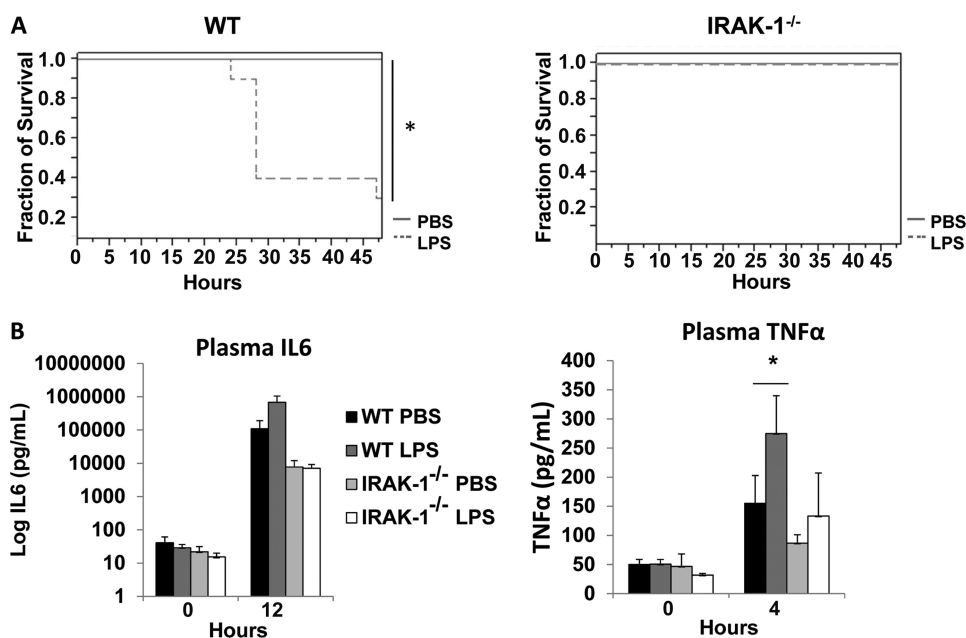 A
WT
IRAK-1-/-
Fraction of Survival
1.0
0.8
0.6
0.4
0.2
0 5 10 15 20 25 30 35 40 45
Hours
*
PBS
LPS
Fraction of Survival
1.0
0.8
0.6
0.4
0.2
0 5 10 15 20 25 30 35 40 45
Hours
PBS
LPS
B
Plasma IL6
Log IL6 (pg/mL)
10000000
1000000
100000
10000
1000
100
10
1
0 12
Hours
WT PBS
WT LPS
IRAK-1-/- PBS
IRAK-1-/- LPS
Plasma TNFα
TNFα (pg/mL)
400
350
300
250
200
150
100
50
0
*
0 4
Hours